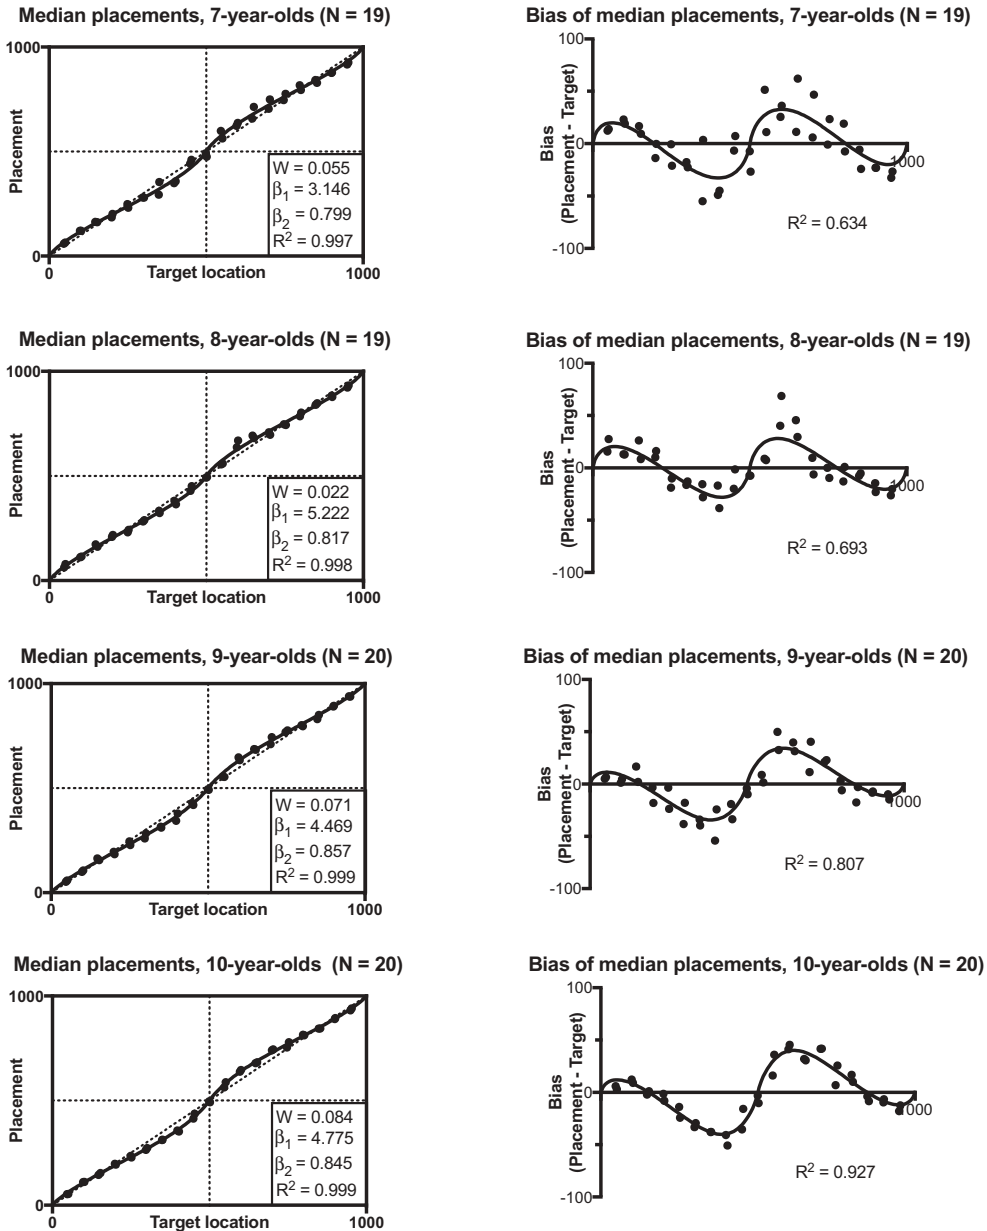 Median placements, 7-year-olds (N = 19)
1000
Placement
0
W = 0.055
β1 = 3.146
β2 = 0.799
R2 = 0.997
0
Target location
1000
Bias of median placements, 7-year-olds (N = 19)
100
Bias
(Placement - Target)
0
1000
R2 = 0.634
-100
Median placements, 8-year-olds (N = 19)
1000
Placement
0
W = 0.022
β1 = 5.222
β2 = 0.817
R2 = 0.998
0
Target location
1000
Bias of median placements, 8-year-olds (N = 19)
100
Bias
(Placement - Target)
0
1000
R2 = 0.693
-100
Median placements, 9-year-olds (N = 20)
1000
Placement
0
W = 0.071
β1 = 4.469
β2 = 0.857
R2 = 0.999
0
Target location
1000
Bias of median placements, 9-year-olds (N = 20)
100
Bias
(Placement - Target)
0
1000
R2 = 0.807
-100
Median placements, 10-year-olds (N = 20)
1000
Placement
0
W = 0.084
β1 = 4.775
β2 = 0.845
R2 = 0.999
0
Target location
1000
Bias of median placements, 10-year-olds (N = 20)
100
Bias
(Placement - Target)
0
1000
R2 = 0.927
-100